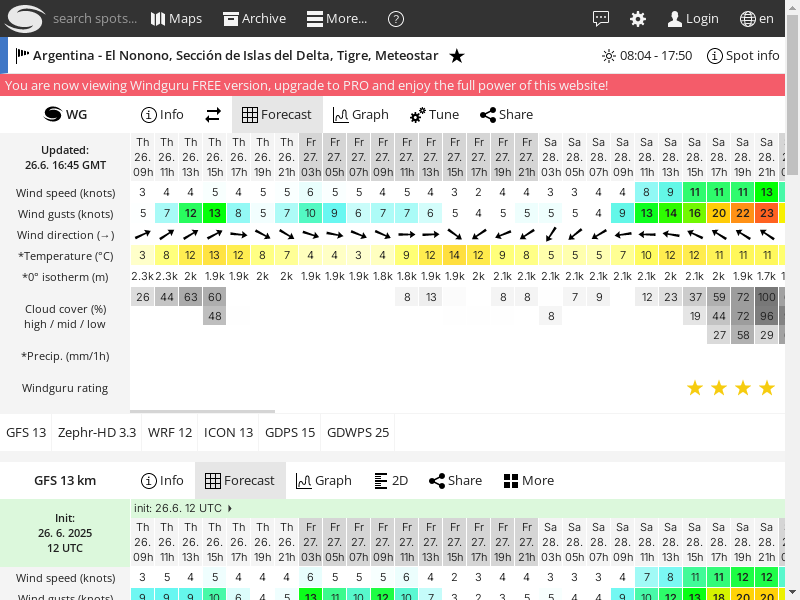 search spots... Maps Archive More... ? Login en
Argentina - El Nonono, Sección de Islas del Delta, Tigre, Meteostar ★ 08:04 - 17:50 Spot info
You are now viewing Windguru FREE version, upgrade to PRO and enjoy the full power of this website!
WG Info Forecast Graph Tune Share
Updated:
26.6. 16:45 GMT
Th Th Th Th Th Th Th Fr Fr Fr Fr Fr Fr Fr Fr Fr Fr Sa Sa Sa Sa Sa Sa Sa Sa Sa Sa
26. 26. 26. 26. 26. 26. 26. 27. 27. 27. 27. 27. 27. 27. 27. 27. 27. 28. 28. 28. 28. 28. 28. 28. 28. 28. 28.
09h 11h 13h 15h 17h 19h 21h 03h 05h 07h 09h 11h 13h 15h 17h 19h 21h 03h 05h 07h 09h 11h 13h 15h 17h 19h 21h
Wind speed (knots) 3 4 4 5 4 5 5 6 5 5 4 5 4 3 2 4 4 3 3 4 4 8 9 11 11 11 13
Wind gusts (knots) 5 7 12 13 8 5 7 10 9 6 7 7 6 5 4 5 5 5 5 4 9 13 14 16 20 22 23
Wind direction (→)
*Temperature (°C) 3 8 12 13 12 8 7 4 4 3 4 9 12 14 12 9 8 5 5 5 7 10 12 12 11 11 11
*0° isotherm (m) 2.3k 2.3k 2k 1.9k 1.9k 2k 2k 1.9k 1.9k 1.9k 1.8k 1.8k 1.9k 1.9k 2k 2.1k 2.1k 2.1k 2.1k 2.1k 2.1k 2.1k 2k 2.1k 2k 1.9k 1.7k
Cloud cover (%)
high / mid / low
26 44 63 60 8 13 8 8 7 9 12 23 37 59 72 100
48 8 19 44 72 96
27 58 29
*Precip. (mm/1h)
Windguru rating ★ ★ ★ ★
GFS 13 Zephr-HD 3.3 WRF 12 ICON 13 GDPS 15 GDWPS 25
GFS 13 km Info Forecast Graph 2D Share More
Init:
26. 6. 2025
12 UTC
init: 26.6. 12 UTC
Th Th Th Th Th Th Th Fr Fr Fr Fr Fr Fr Fr Fr Fr Fr Sa Sa Sa Sa Sa Sa Sa Sa Sa Sa
26. 26. 26. 26. 26. 26. 26. 27. 27. 27. 27. 27. 27. 27. 27. 27. 27. 28. 28. 28. 28. 28. 28. 28. 28. 28. 28.
09h 11h 13h 15h 17h 19h 21h 03h 05h 07h 09h 11h 13h 15h 17h 19h 21h 03h 05h 07h 09h 11h 13h 15h 17h 19h 21h
Wind speed (knots) 3 5 4 5 4 4 4 6 5 5 5 6 4 2 3 4 4 3 3 3 4 7 8 11 11 12 12
Wind gusts (knots) 9 9 9 10 6 4 5 13 11 10 12 10 7 3 2 3 5 5 4 4 9 10 12 13 18 20 20